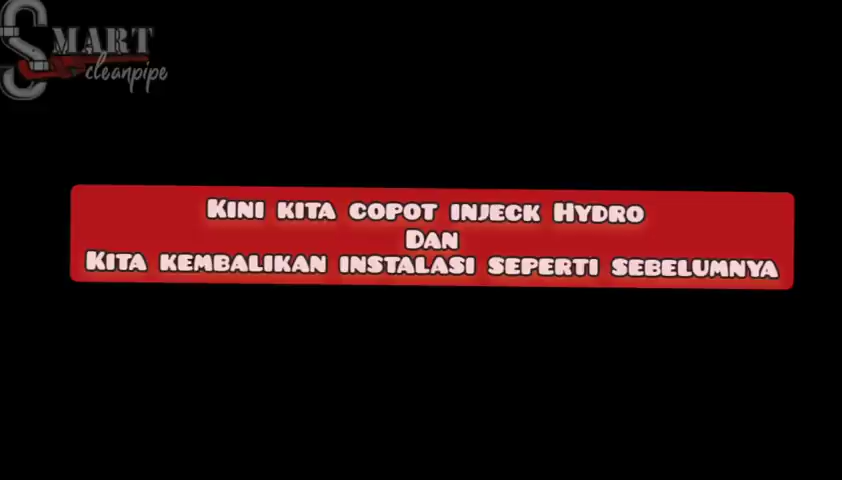 SMART
cleanpipe
Kini kita copot injeck Hydro
Dan
Kita kembalikan instalasi seperti sebelumnya